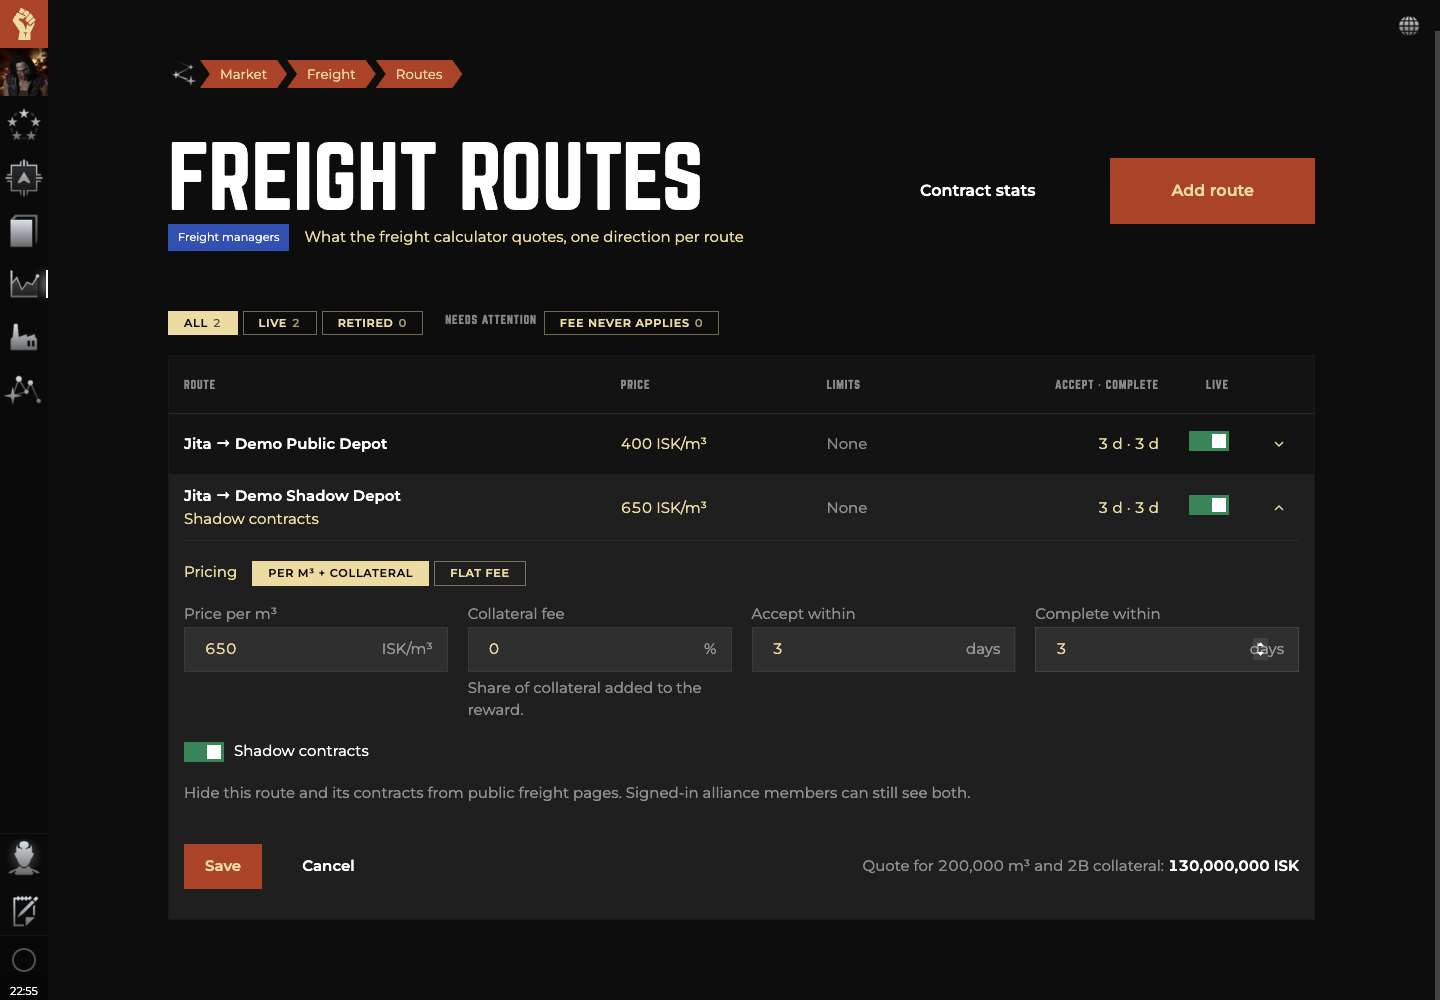 Market
Freight
Routes
FREIGHT ROUTES
Contract stats
Add route
Freight managers
What the freight calculator quotes, one direction per route
ALL 2
LIVE 2
RETIRED 0
NEEDS ATTENTION
FEE NEVER APPLIES 0
ROUTE
PRICE
LIMITS
ACCEPT · COMPLETE
LIVE
Jita → Demo Public Depot
400 ISK/m³
None
3 d · 3 d
Jita → Demo Shadow Depot
Shadow contracts
650 ISK/m³
None
3 d · 3 d
Pricing
PER M³ + COLLATERAL
FLAT FEE
Price per m³
Collateral fee
Accept within
Complete within
650 ISK/m³
0 %
3 days
3 days
Share of collateral added to the
reward.
Shadow contracts
Hide this route and its contracts from public freight pages. Signed-in alliance members can still see both.
Save
Cancel
Quote for 200,000 m³ and 2B collateral: 130,000,000 ISK
22:55